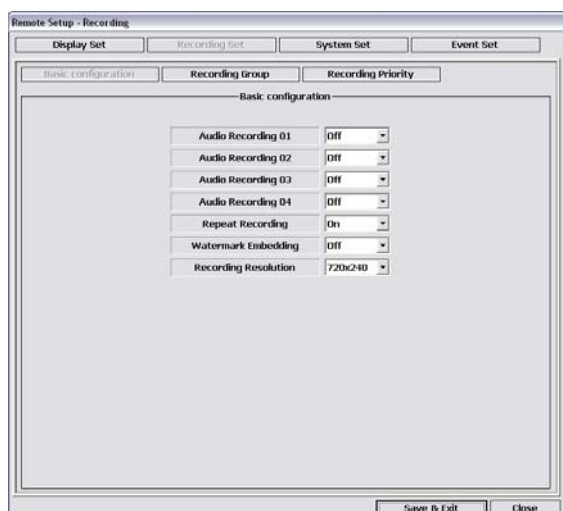 Remote Setup - Recording
Display Set Recording Set System Set Event Set
Basic configuration Recording Group Recording Priority
Basic configuration
Audio Recording 01 Off
Audio Recording 02 Off
Audio Recording 03 Off
Audio Recording 04 Off
Repeat Recording On
Watermark Embedding Off
Recording Resolution 720x240
Save & Exit Close